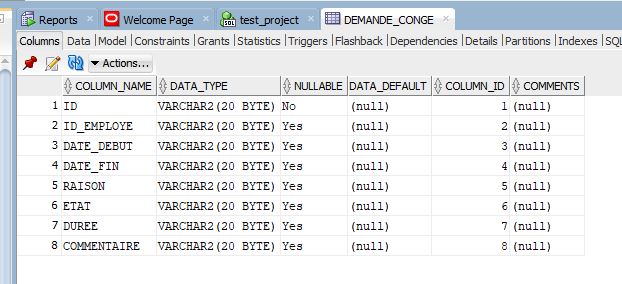 Reports Welcome Page test_project DEMANDE_CONGE
Columns Data Model Constraints Grants Statistics Triggers Flashback Dependencies Details Partitions Indexes SQL
Actions...
COLUMN_NAME DATA_TYPE NULLABLE DATA_DEFAULT COLUMN_ID COMMENTS
1 ID VARCHAR2(20 BYTE) No (null) 1 (null)
2 ID_EMPLOYE VARCHAR2(20 BYTE) Yes (null) 2 (null)
3 DATE_DEBUT VARCHAR2(20 BYTE) Yes (null) 3 (null)
4 DATE_FIN VARCHAR2(20 BYTE) Yes (null) 4 (null)
5 RAISON VARCHAR2(20 BYTE) Yes (null) 5 (null)
6 ETAT VARCHAR2(20 BYTE) Yes (null) 6 (null)
7 DUREE VARCHAR2(20 BYTE) Yes (null) 7 (null)
8 COMMENTAIRE VARCHAR2(20 BYTE) Yes (null) 8 (null)